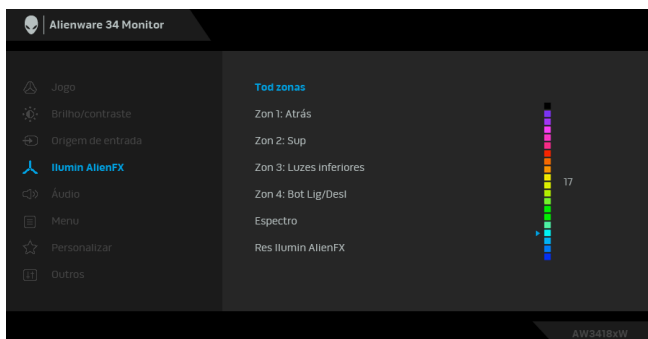 Alienware 34 Monitor
Jogo
Brilho/contraste
Origem de entrada
Ilumin AlienFX
Áudio
Menu
Personalizar
Outros
Tod zonas
Zon 1: Atrás
Zon 2: Sup
Zon 3: Luzes inferiores
Zon 4: Bot Lig/Desl
Espectro
Res Ilumin AlienFX
17
AW3418xW